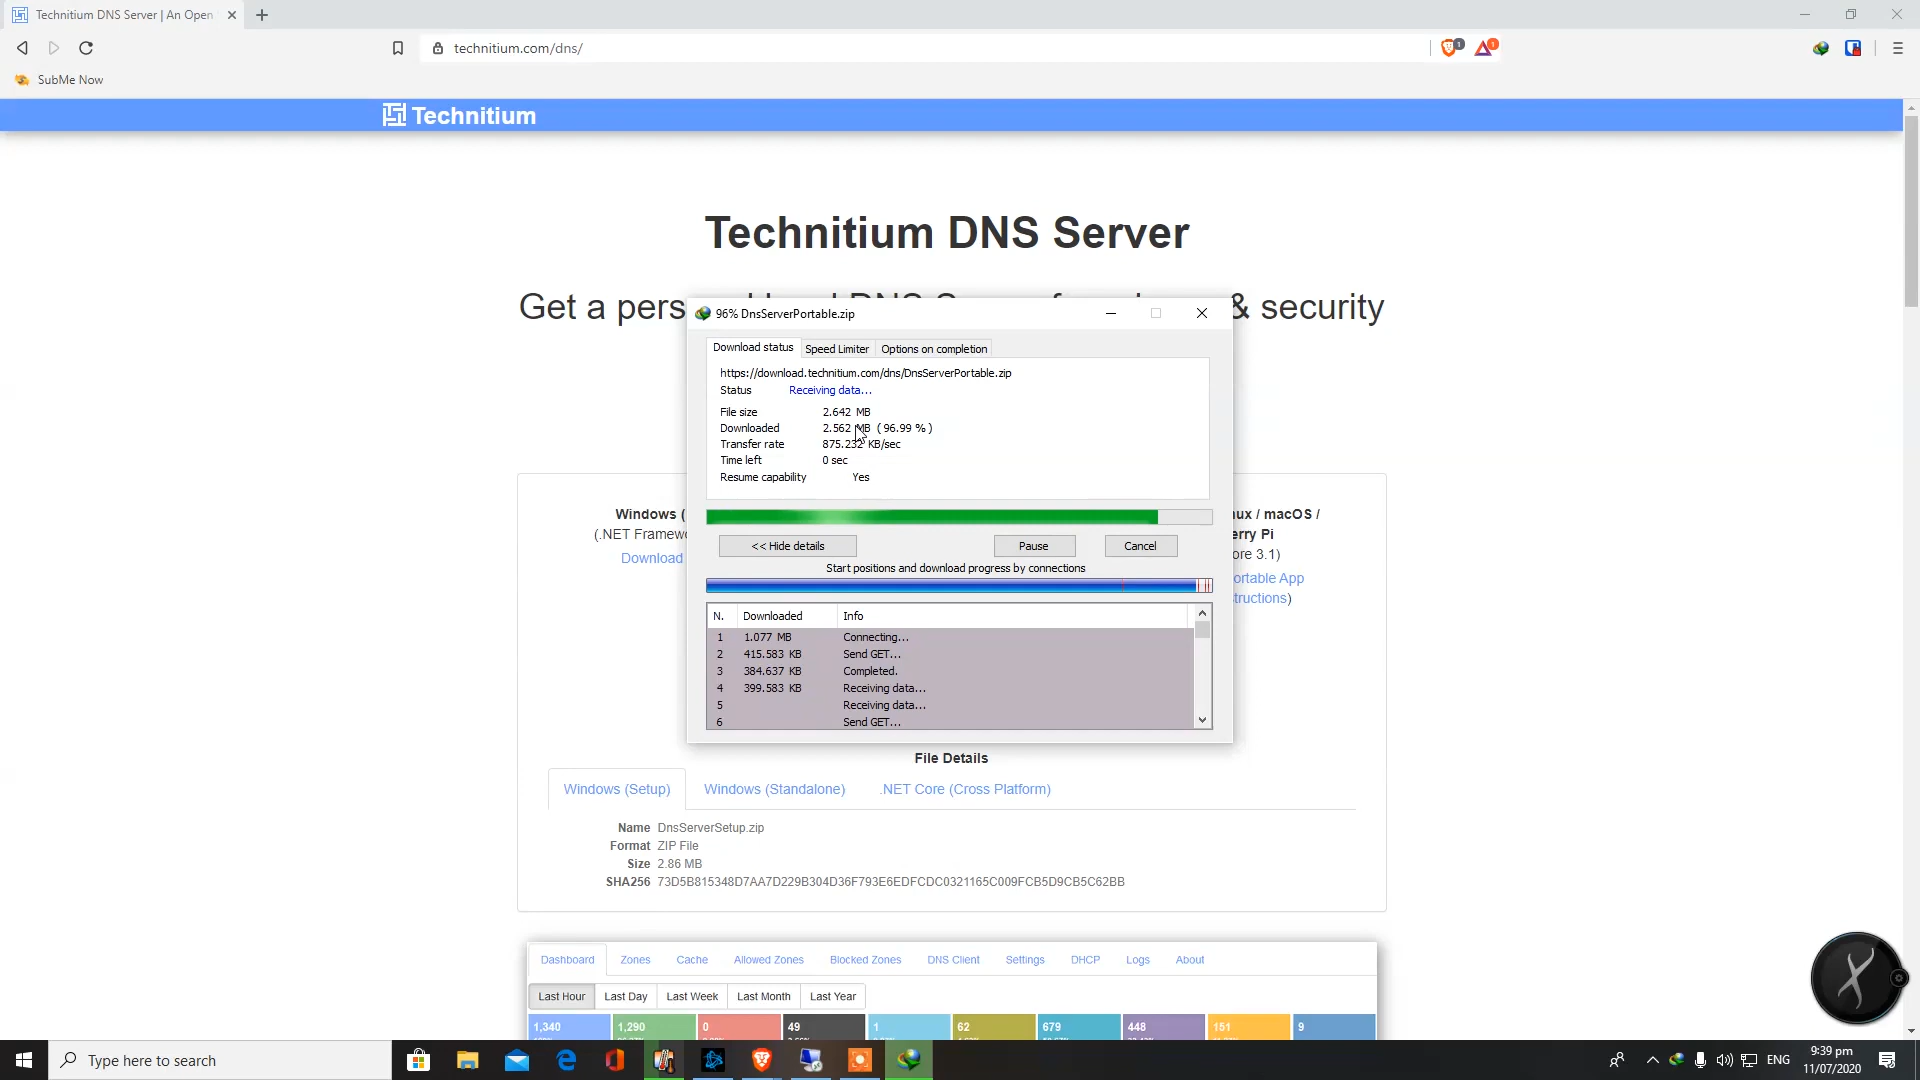 Technitium DNS Server | An Open
technitium.com/dns/
1
1
SubMe Now
Technitium
Technitium DNS Server
Get a pers
& security
96% DnsServerPortable.zip
Download status
Speed Limiter
Options on completion
https://download.technitium.com/dns/DnsServerPortable.zip
Status Receiving data...
File size 2.642 MB
Downloaded 2.562 MB ( 96.99 % )
Transfer rate 875.232 KB/sec
Time left 0 sec
Resume capability Yes
<< Hide details
Pause
Cancel
Start positions and download progress by connections
N. Downloaded Info
1 1.077 MB Connecting...
2 415.583 KB Send GET...
3 384.637 KB Completed.
4 399.583 KB Receiving data...
5 Receiving data...
6 Send GET...
Windows (
(.NET Framew
Download
ux / macOS /
erry Pi
ore 3.1)
ortable App
structions)
File Details
Windows (Setup)
Windows (Standalone)
.NET Core (Cross Platform)
Name DnsServerSetup.zip
Format ZIP File
Size 2.86 MB
SHA256 73D5B815348D7AA7D229B304D36F793E6EDFCDC0321165C009FCB5D9CB5C62BB
Dashboard Zones Cache Allowed Zones Blocked Zones DNS Client Settings DHCP Logs About
Last Hour Last Day Last Week Last Month Last Year
1,340 1,290 0 49 1 62 679 448 151 9
Type here to search
ENG
9:39 pm
11/07/2020